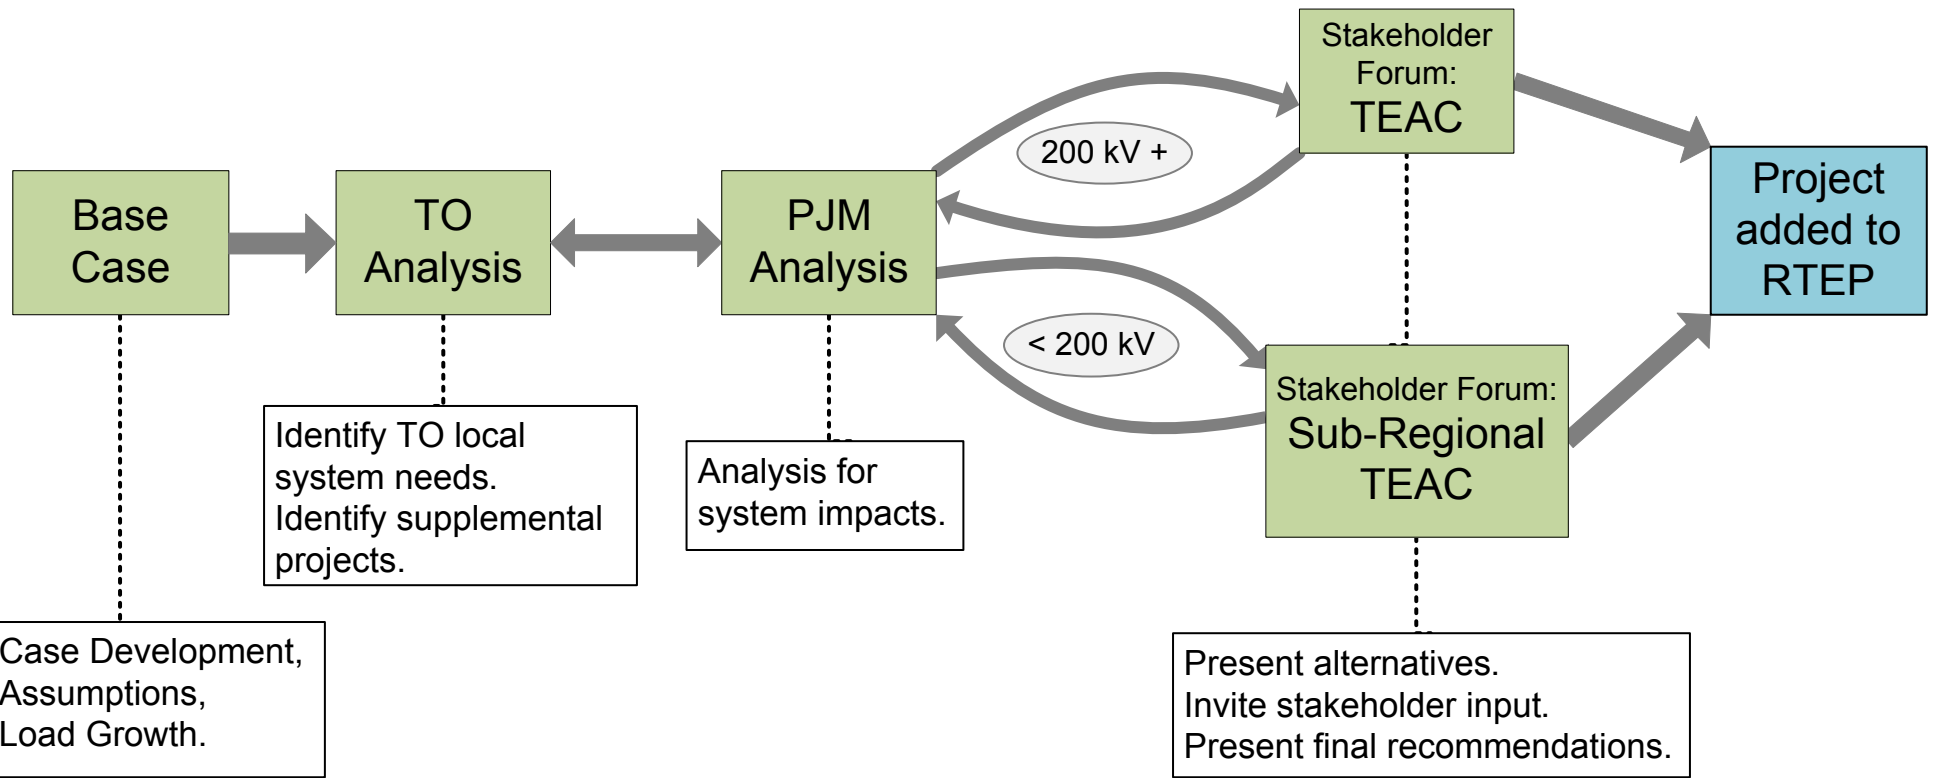 Base
Case
TO
Analysis
PJM
Analysis
200 kV +
< 200 kV
Stakeholder
Forum:
TEAC
Stakeholder Forum:
Sub-Regional
TEAC
Project
added to
RTEP
Case Development,
Assumptions,
Load Growth.
Identify TO local
system needs.
Identify supplemental
projects.
Analysis for
system impacts.
Present alternatives.
Invite stakeholder input.
Present final recommendations.